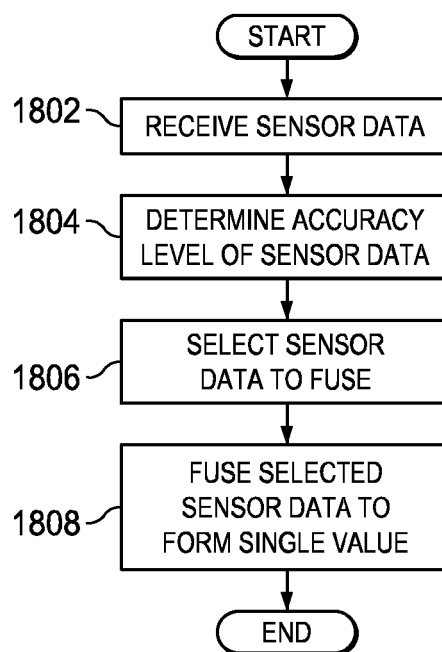 START
1802
RECEIVE SENSOR DATA
1804
DETERMINE ACCURACY
LEVEL OF SENSOR DATA
1806
SELECT SENSOR
DATA TO FUSE
1808
FUSE SELECTED
SENSOR DATA TO
FORM SINGLE VALUE
END